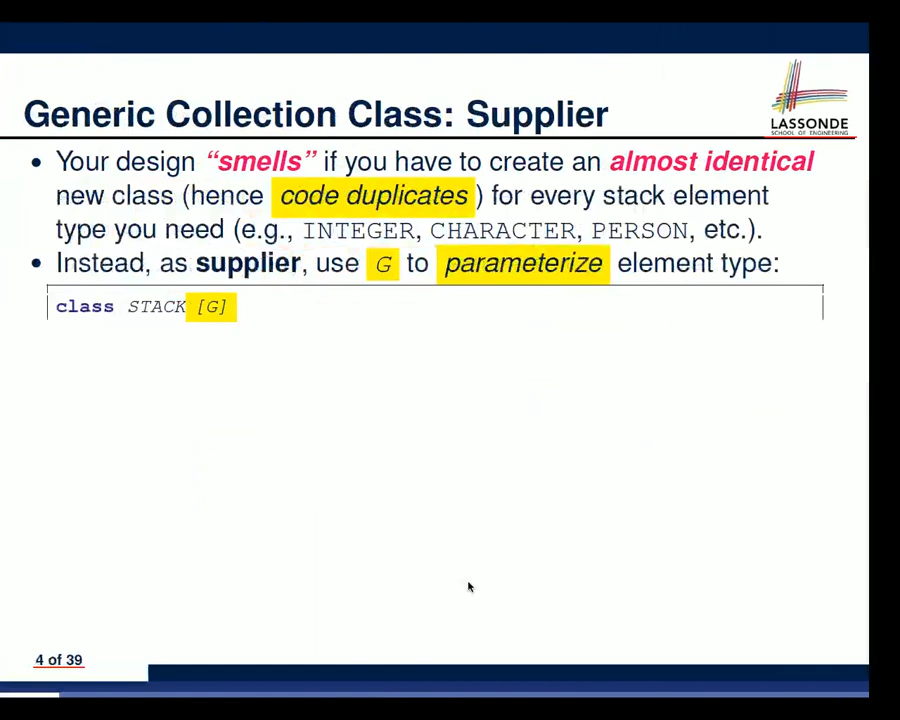 Generic Collection Class: Supplier
LASSONDE
SCHOOL OF ENGINEERING
• Your design “smells” if you have to create an almost identical
new class (hence code duplicates ) for every stack element
type you need (e.g., INTEGER, CHARACTER, PERSON, etc.).
• Instead, as supplier, use G to parameterize element type:
class STACK [G]
4 of 39